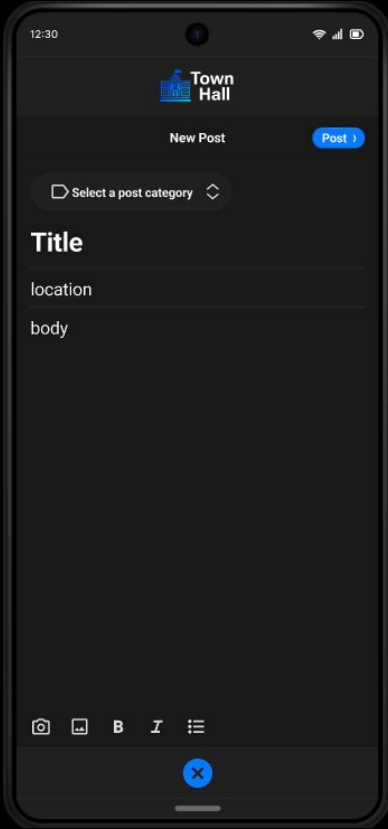 12:30
Town
Hall
New Post
Post
Select a post category
Title
location
body
B
I